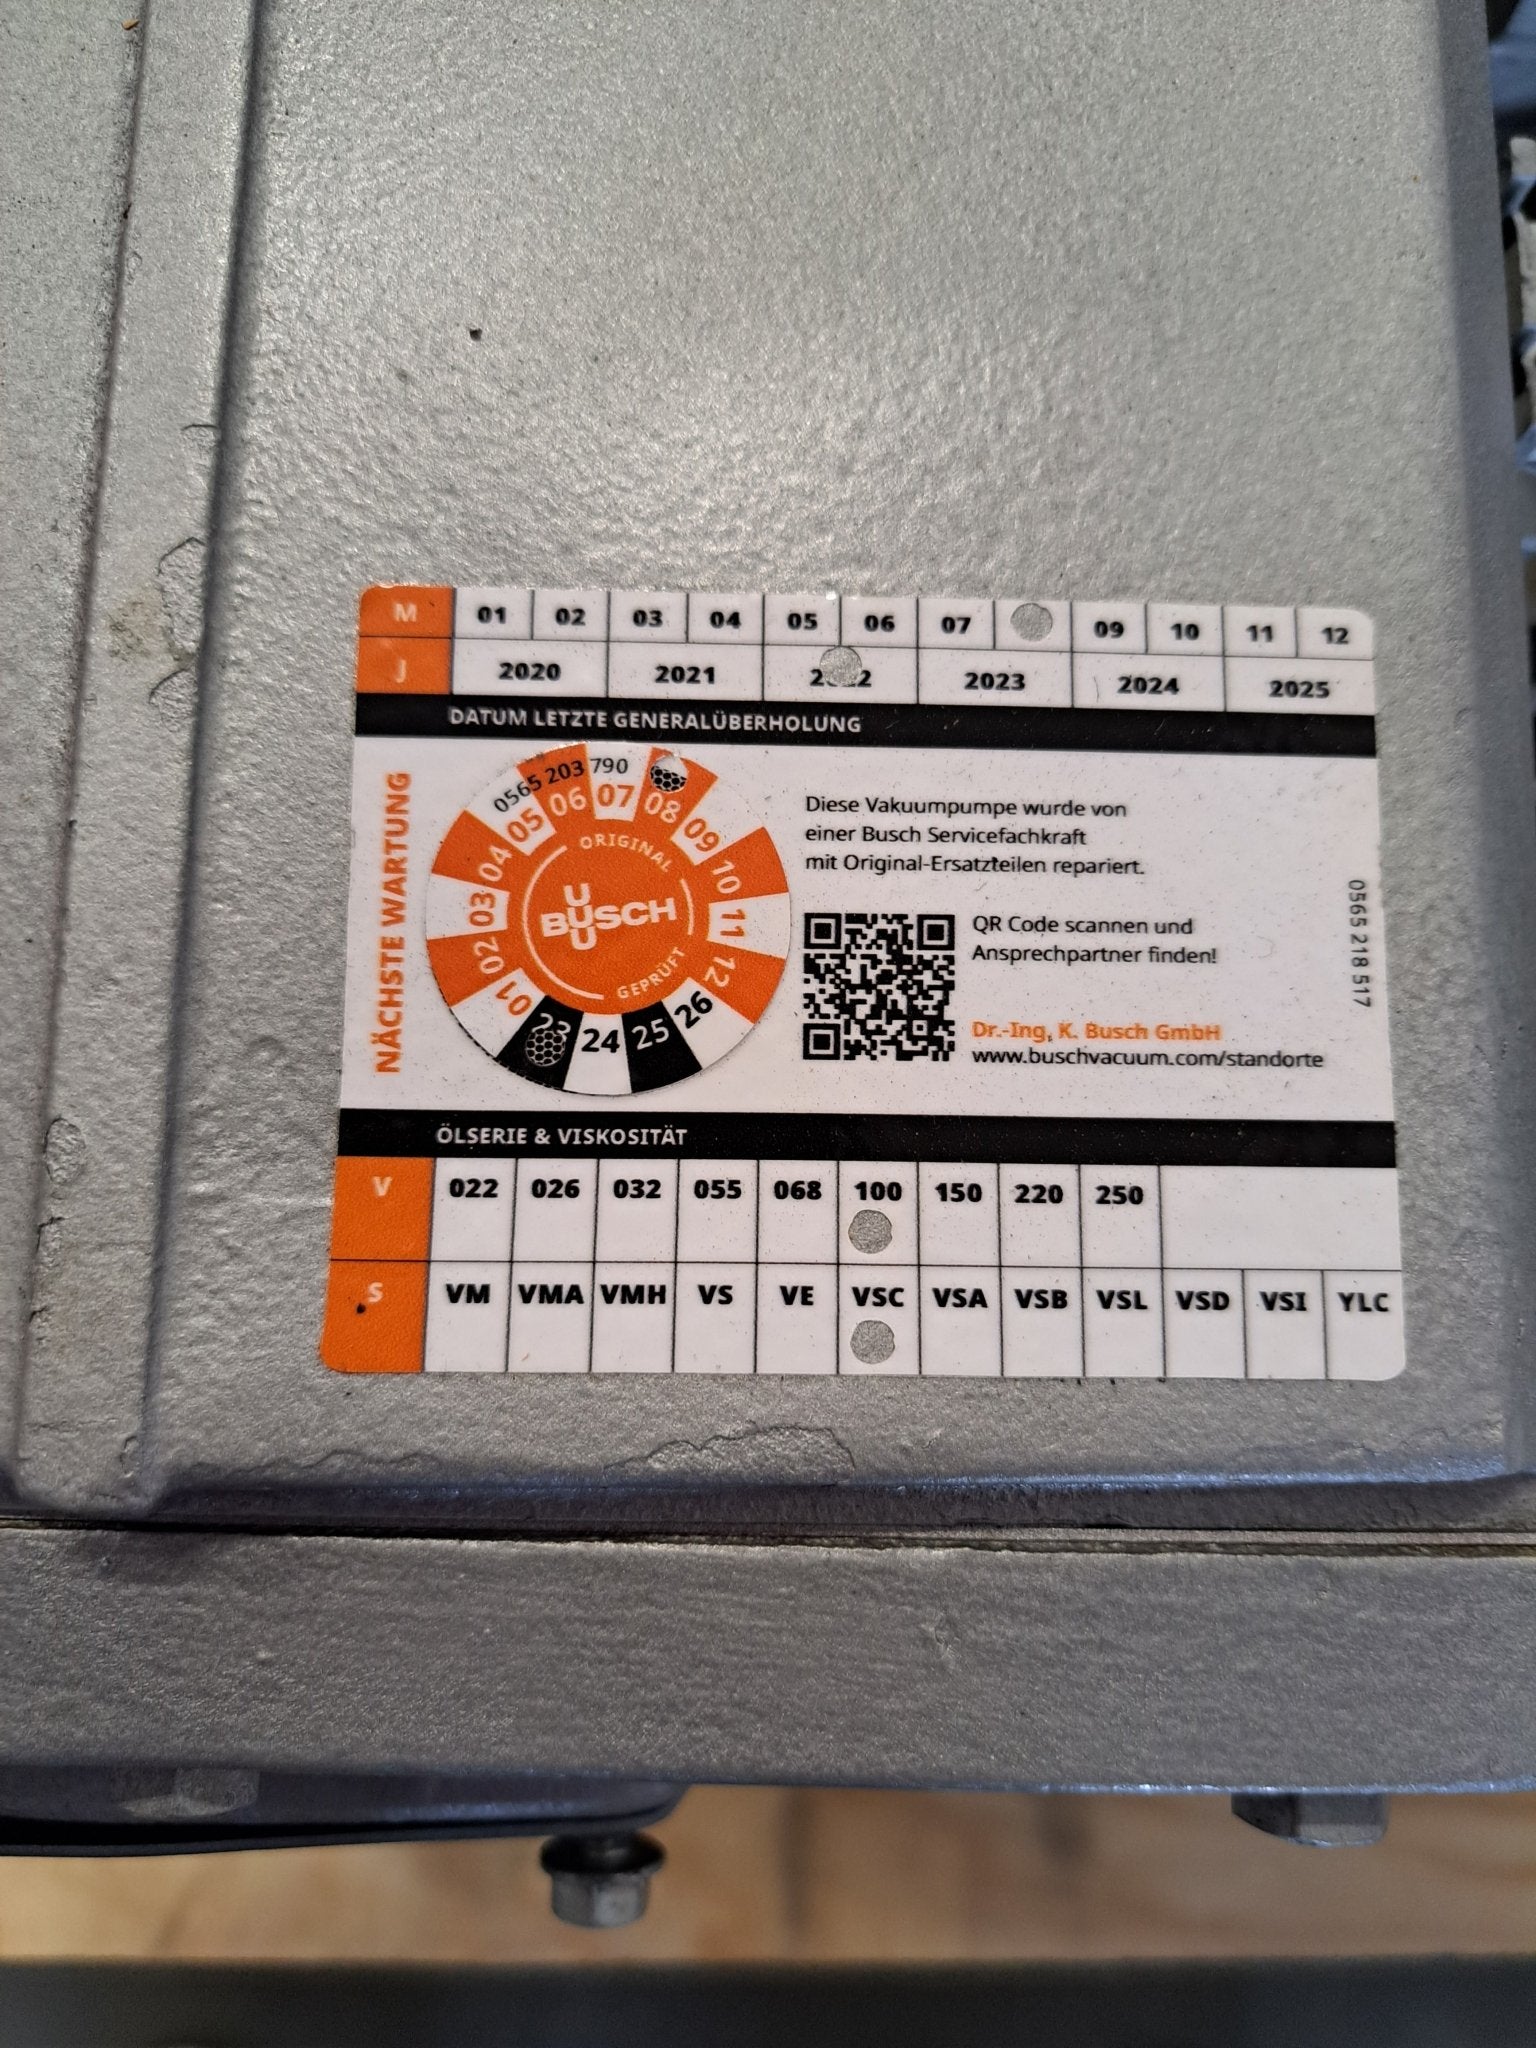 M 01 02 03 04 05 06 07 09 10 11 12
J 2020 2021 2022 2023 2024 2025
DATUM LETZTE GENERALÜBERHOLUNG
NÄCHSTE WARTUNG
0565 203 790
01 02 03 04 05 06 07 08 09 10 11 12
ORIGINAL
BUSCH
U
U
GEPRÜFT
23 24 25 26
Diese Vakuumpumpe wurde von
einer Busch Servicefachkraft
mit Original-Ersatzteilen repariert.
QR Code scannen und
Ansprechpartner finden!
Dr.-Ing, K. Busch GmbH
www.buschvacuum.com/standorte
0565 218 517
ÖLSERIE & VISKOSITÄT
V 022 026 032 055 068 100 150 220 250
S VM VMA VMH VS VE VSC VSA VSB VSL VSD VSI YLC